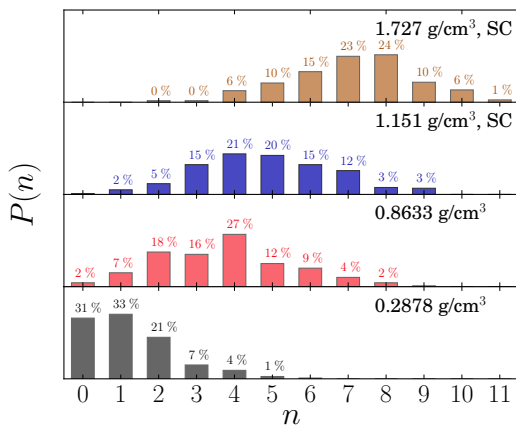 1.727 g/cm³, SC
0 % 0 % 6 % 10 % 15 % 23 % 24 % 10 % 6 % 1 %
1.151 g/cm³, SC
2 % 5 % 15 % 21 % 20 % 15 % 12 % 3 % 3 %
P(n)
0.8633 g/cm³
2 % 7 % 18 % 16 % 27 % 12 % 9 % 4 % 2 %
0.2878 g/cm³
31 % 33 % 21 % 7 % 4 % 1 %
0 1 2 3 4 5 6 7 8 9 10 11
n